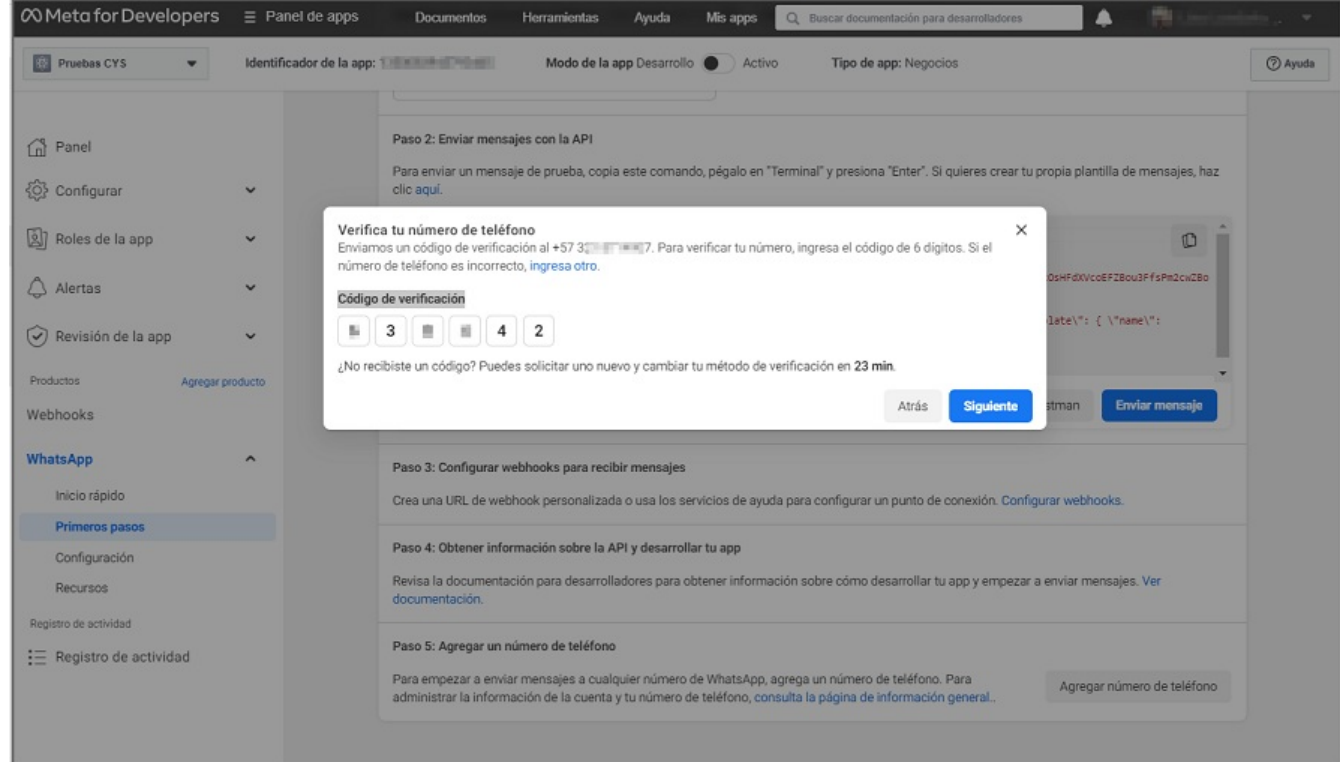 Meta for Developers
Panel de apps
Documentos
Herramientas
Ayuda
Mis apps
Buscar documentación para desarrolladores
Pruebas CYS
Identificador de la app:
Modo de la app Desarrollo
Activo
Tipo de app: Negocios
Ayuda
Panel
Configurar
Roles de la app
Alertas
Revisión de la app
Productos
Agregar producto
Webhooks
WhatsApp
Inicio rápido
Primeros pasos
Configuración
Recursos
Registro de actividad
Registro de actividad
Paso 2: Enviar mensajes con la API
Para enviar un mensaje de prueba, copia este comando, pégalo en "Terminal" y presiona "Enter". Si quieres crear tu propia plantilla de mensajes, haz
clic aquí.
Verifica tu número de teléfono
Enviamos un código de verificación al +57 3 7. Para verificar tu número, ingresa el código de 6 dígitos. Si el
número de teléfono es incorrecto, ingresa otro.
Código de verificación
3 4 2
¿No recibiste un código? Puedes solicitar uno nuevo y cambiar tu método de verificación en 23 min.
Atrás
Siguiente
late\": { \"name\":
stman
Enviar mensaje
Paso 3: Configurar webhooks para recibir mensajes
Crea una URL de webhook personalizada o usa los servicios de ayuda para configurar un punto de conexión. Configurar webhooks.
Paso 4: Obtener información sobre la API y desarrollar tu app
Revisa la documentación para desarrolladores para obtener información sobre cómo desarrollar tu app y empezar a enviar mensajes. Ver
documentación.
Paso 5: Agregar un número de teléfono
Para empezar a enviar mensajes a cualquier número de WhatsApp, agrega un número de teléfono. Para
administrar la información de la cuenta y tu número de teléfono, consulta la página de información general..
Agregar número de teléfono